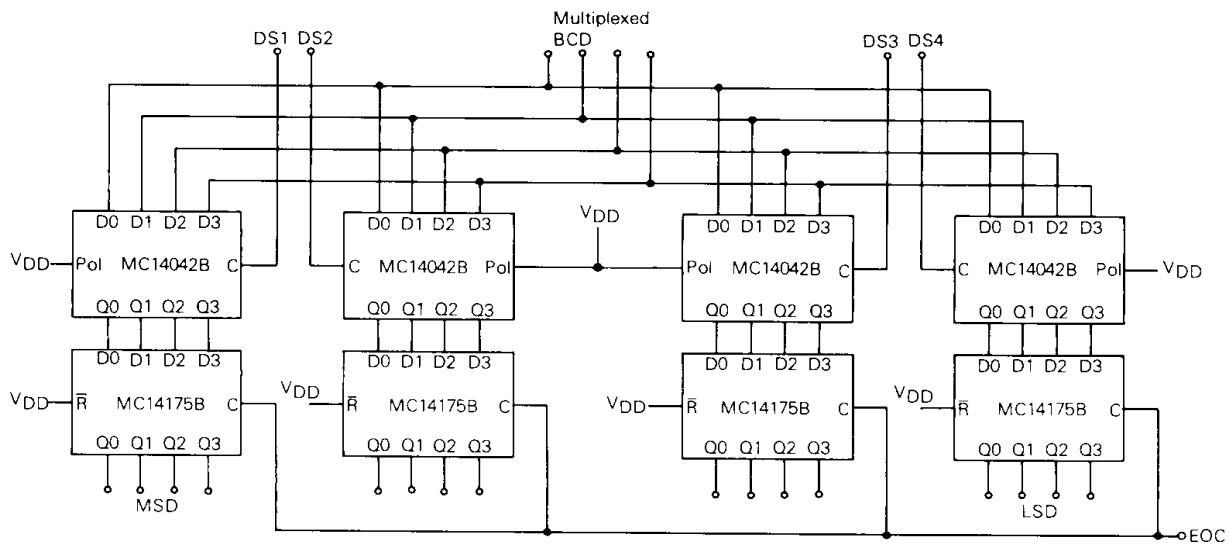 Multiplexed
DS1 DS2 BCD DS3 DS4
D0 D1 D2 D3 D0 D1 D2 D3 VDD D0 D1 D2 D3 D0 D1 D2 D3
VDD Pol MC14042B C C MC14042B Pol Pol MC14042B C C MC14042B Pol VDD
Q0 Q1 Q2 Q3 Q0 Q1 Q2 Q3 Q0 Q1 Q2 Q3 Q0 Q1 Q2 Q3
D0 D1 D2 D3 D0 D1 D2 D3 D0 D1 D2 D3 D0 D1 D2 D3
VDD R̅ MC14175B C VDD R̅ MC14175B C VDD R̅ MC14175B C VDD R̅ MC14175B C
Q0 Q1 Q2 Q3 Q0 Q1 Q2 Q3 Q0 Q1 Q2 Q3 Q0 Q1 Q2 Q3
MSD LSD
EOC